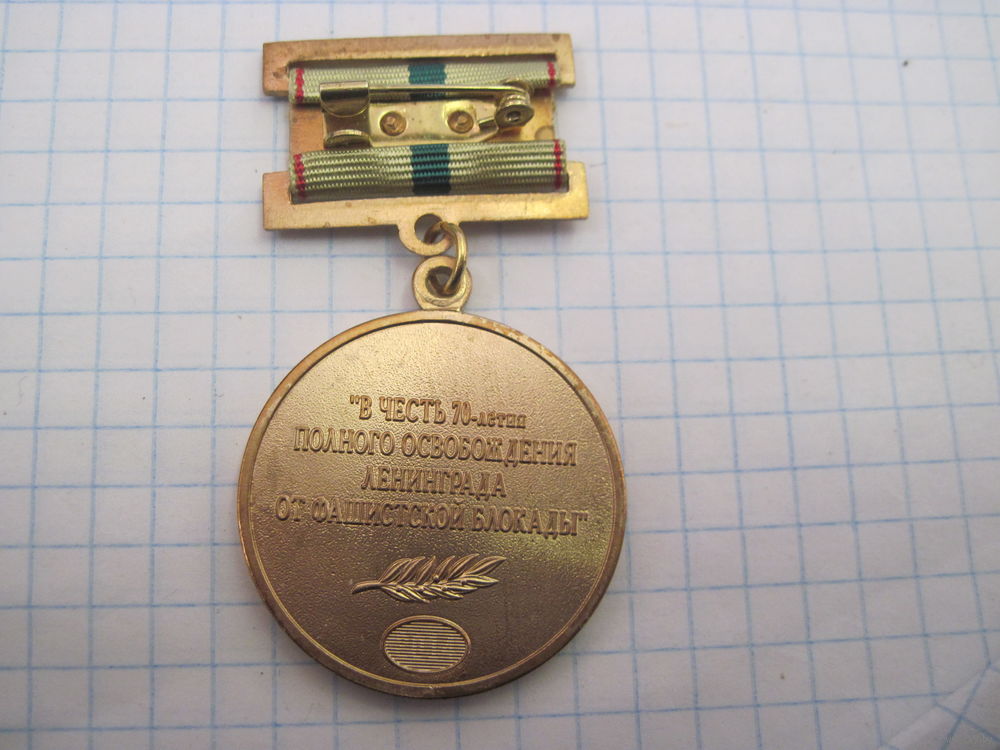 "В ЧЕСТЬ 70-летия
ПОЛНОГО ОСВОБОЖДЕНИЯ
ЛЕНИНГРАДА
ОТ ФАШИСТСКОЙ БЛОКАДЫ"